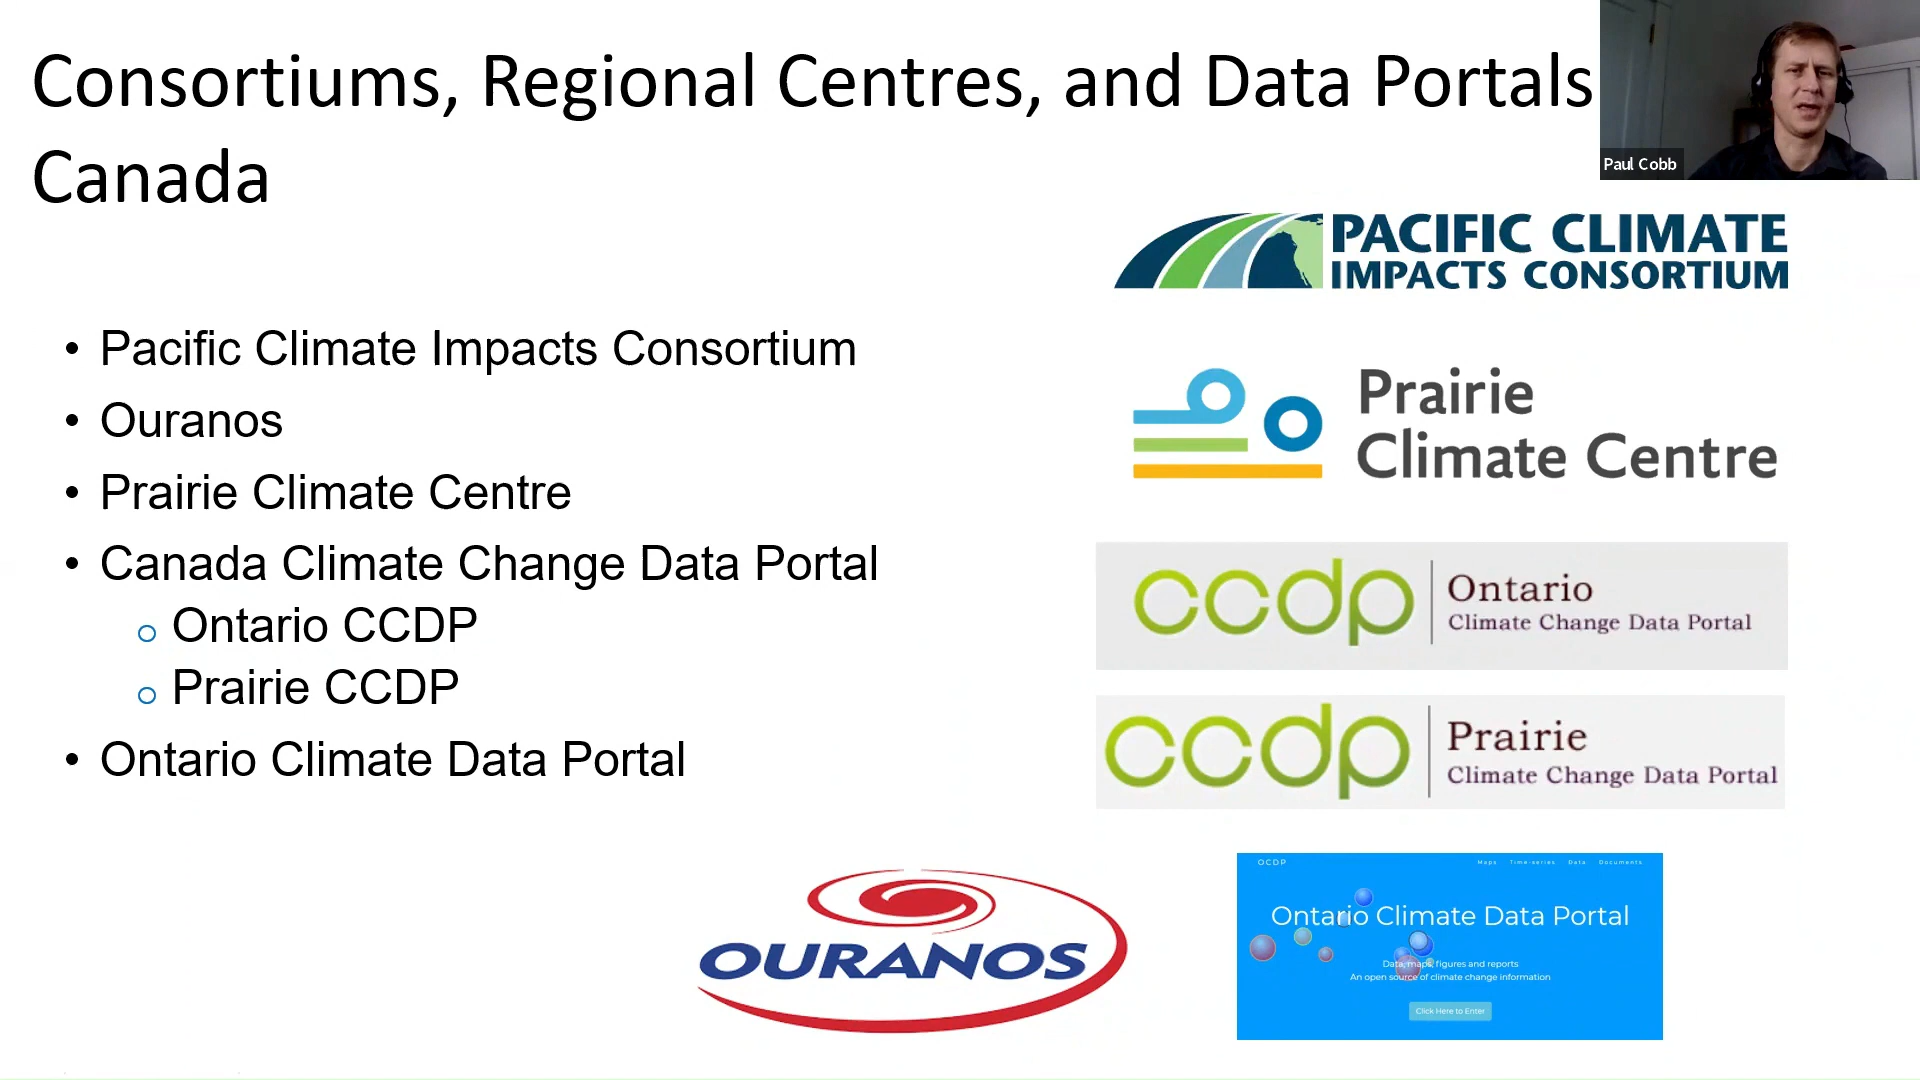 Consortiums, Regional Centres, and Data Portals
Canada
Paul Cobb
PACIFIC CLIMATE
IMPACTS CONSORTIUM
• Pacific Climate Impacts Consortium
• Ouranos
• Prairie Climate Centre
• Canada Climate Change Data Portal
o Ontario CCDP
o Prairie CCDP
• Ontario Climate Data Portal
Prairie
Climate Centre
ccdp
Ontario
Climate Change Data Portal
ccdp
Prairie
Climate Change Data Portal
OURANOS
OCDP
Maps Time-series Data Documents
Ontario Climate Data Portal
Data, maps, figures and reports
An open source of climate change information
Click Here to Enter